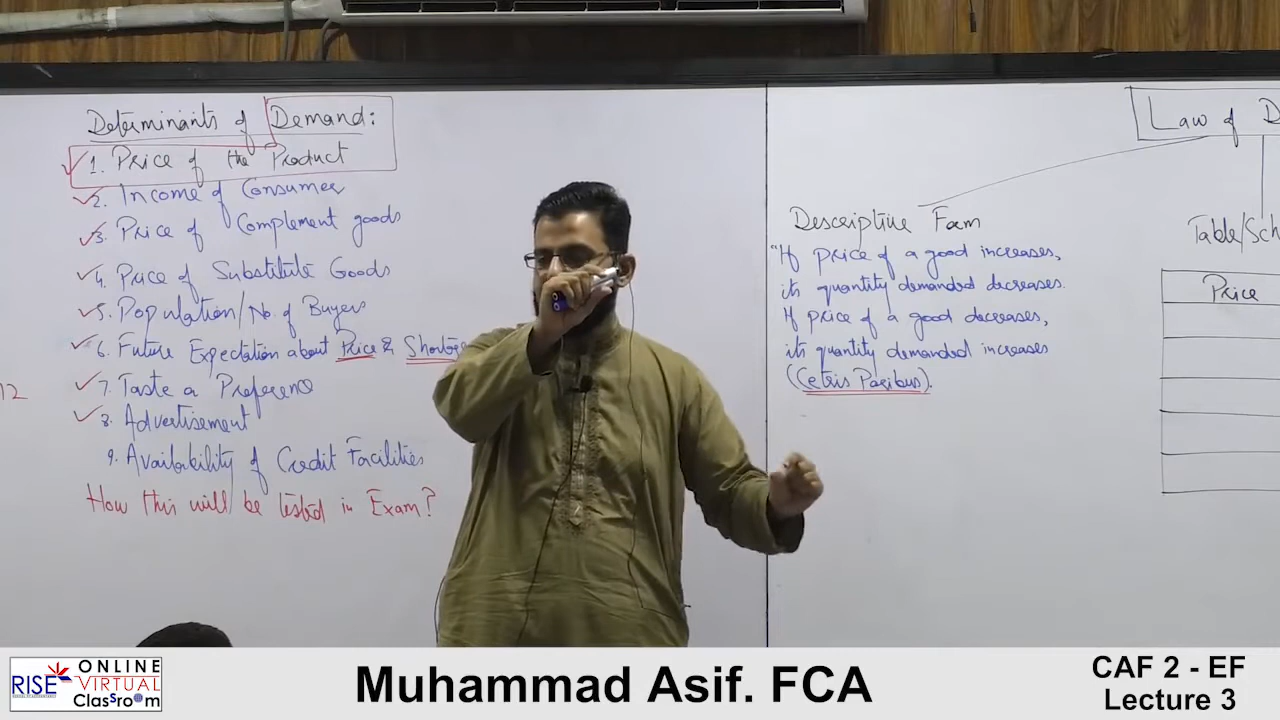 Determinants of Demand:
1. Price of the Product
2. Income of Consumer
3. Price of Complement goods
4. Price of Substitute Goods
5. Population/No. of Buyers
6. Future Expectation about Price & Shortage
7. Taste a Preference
8. Advertisement
9. Availability of Credit Facilities
How this will be tested in Exam?
12
Law of D
Descriptive Fam
"If price of a good increases,
its quantity demanded decreases.
If price of a good decreases,
its quantity demanded increases
(Cetris Paribus).
Table/Sch
Price
RISE
ONLINE
VIRTUAL
Classroom
Muhammad Asif. FCA
CAF 2 - EF
Lecture 3